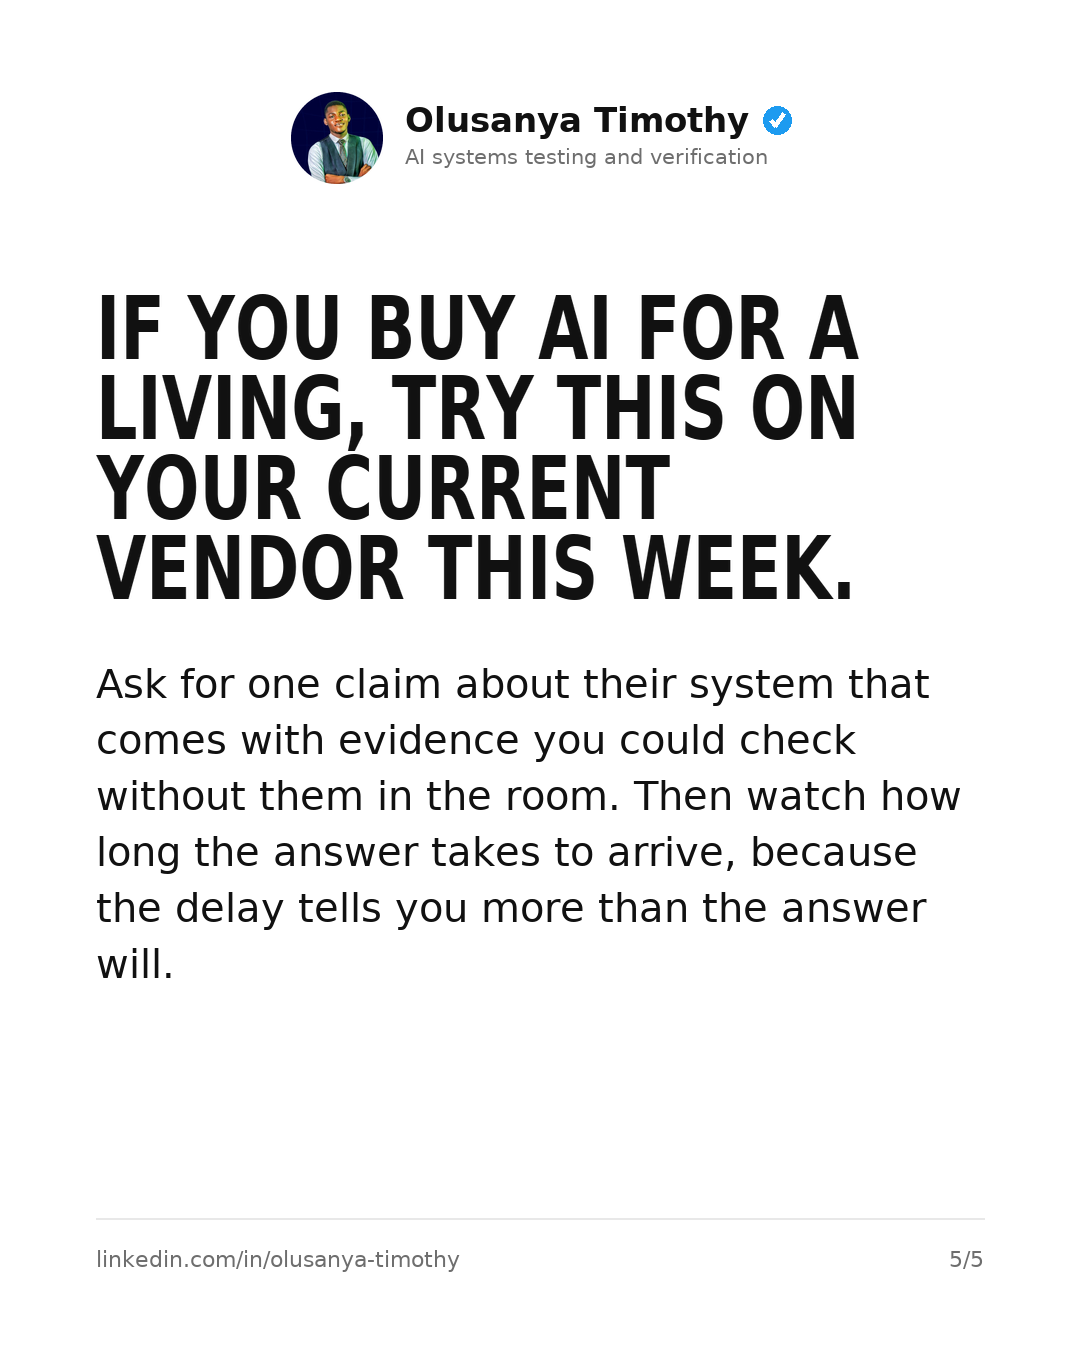 Olusanya Timothy
AI systems testing and verification
IF YOU BUY AI FOR A
LIVING, TRY THIS ON
YOUR CURRENT
VENDOR THIS WEEK.
Ask for one claim about their system that
comes with evidence you could check
without them in the room. Then watch how
long the answer takes to arrive, because
the delay tells you more than the answer
will.
linkedin.com/in/olusanya-timothy
5/5